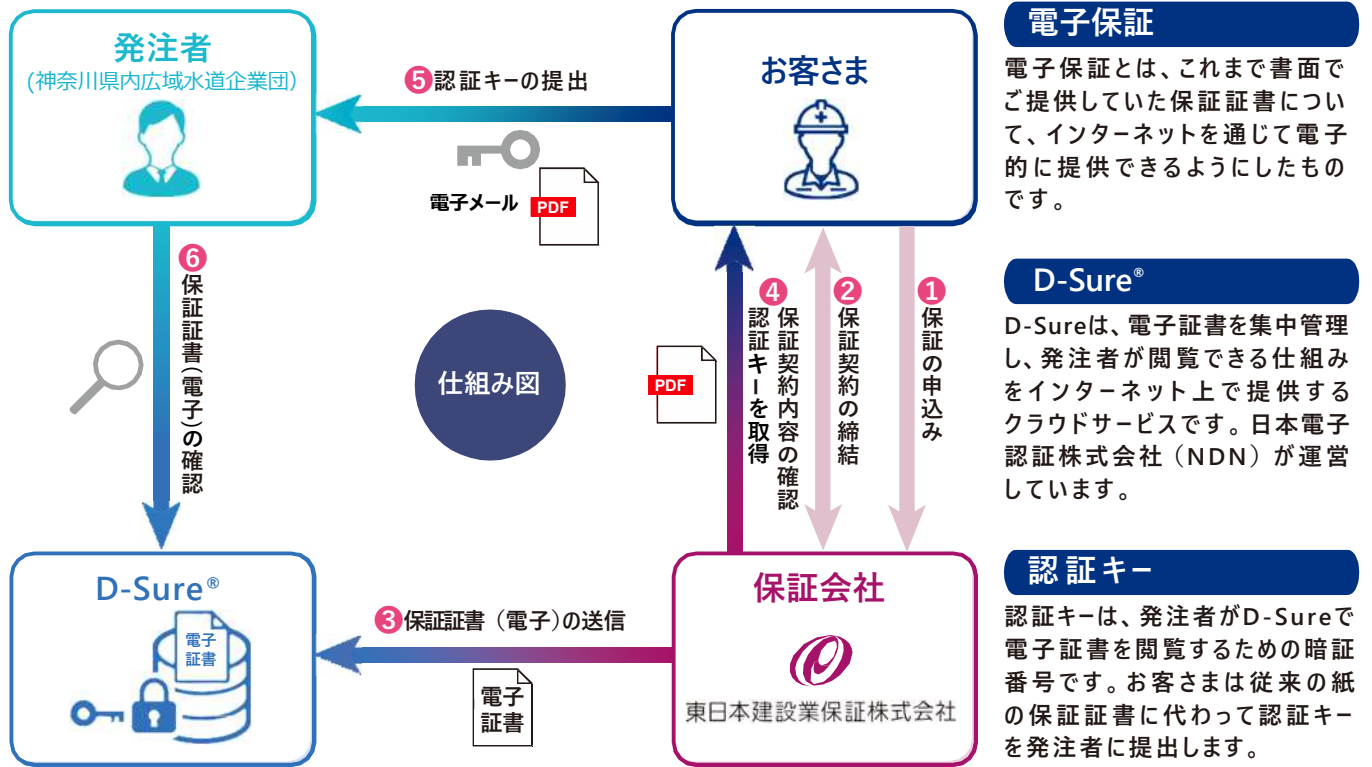 発注者
(神奈川県内広域水道企業団)
❺認証キーの提出
電子メール
PDF
お客さま
❻
保証証書(電子)の確認
仕組み図
PDF
❹
保証契約内容の確認
認証キーを取得
❷
保証契約の締結
❶
保証の申込み
D-Sure®
電子
証書
❸保証証書（電子)の送信
電子
証書
保証会社
東日本建設業保証株式会社
電子保証
電子保証とは、これまで書面で
ご提供していた保証証書につい
て、インターネットを通じて電子
的に提供できるようにしたもの
です。
D-Sure®
D-Sureは、電子証書を集中管理
し、発注者が閲覧できる仕組み
をインターネット上で提供する
クラウドサービスです。日本電子
認証株式会社（NDN）が運営
しています。
認証キー
認証キーは、発注者がD-Sureで
電子証書を閲覧するための暗証
番号です。お客さまは従来の紙
の保証証書に代わって認証キー
を発注者に提出します。